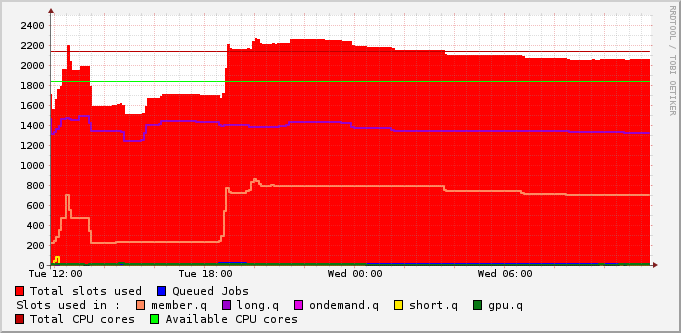 RRDTOOL / TOBI OETIKER
2400
2200
2000
1800
1600
1400
1200
1000
800
600
400
200
0
Tue 12:00 Tue 18:00 Wed 00:00 Wed 06:00
Total slots used Queued Jobs
Slots used in : member.q long.q ondemand.q short.q gpu.q
Total CPU cores Available CPU cores